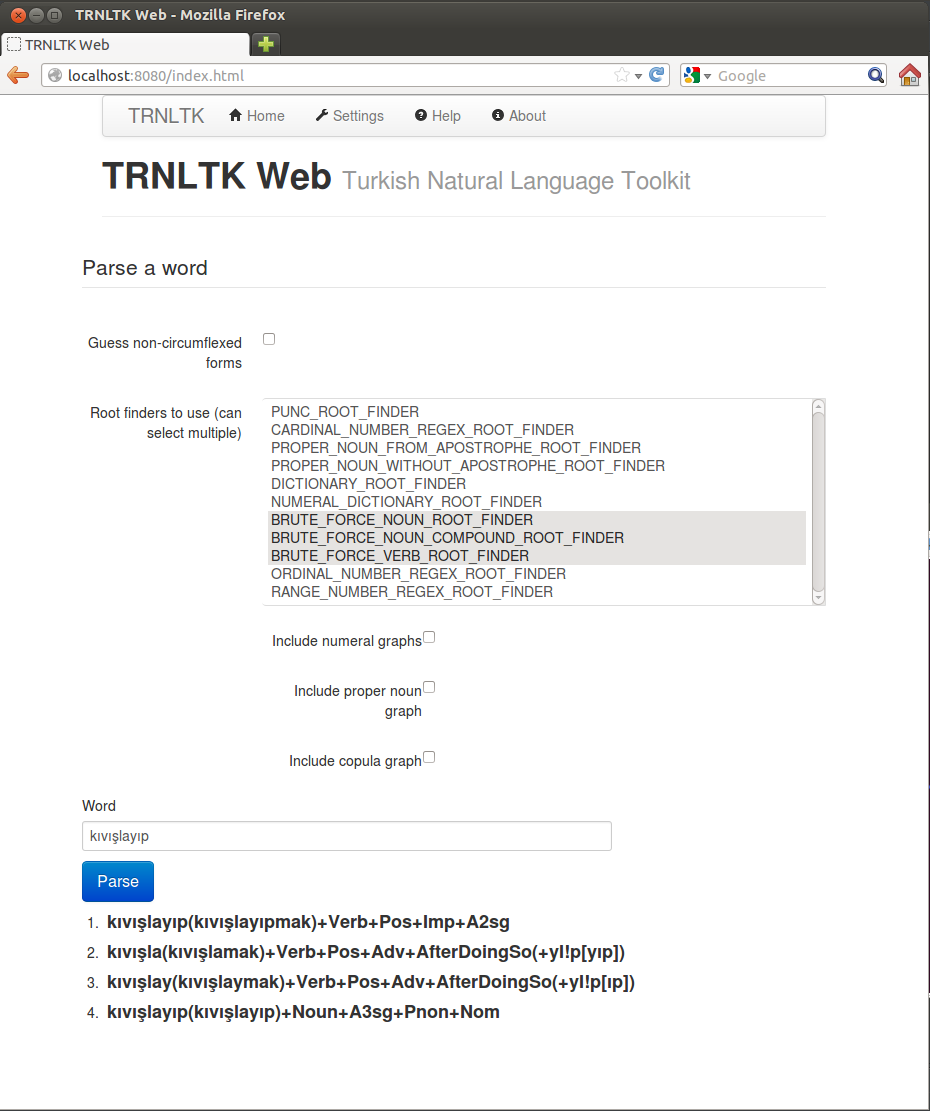 TRNLTK Web - Mozilla Firefox
TRNLTK Web
localhost:8080/index.html
Google
TRNLTK Home Settings Help About
TRNLTK Web Turkish Natural Language Toolkit
Parse a word
Guess non-circumflexed
forms
Root finders to use (can
select multiple)
PUNC_ROOT_FINDER
CARDINAL_NUMBER_REGEX_ROOT_FINDER
PROPER_NOUN_FROM_APOSTROPHE_ROOT_FINDER
PROPER_NOUN_WITHOUT_APOSTROPHE_ROOT_FINDER
DICTIONARY_ROOT_FINDER
NUMERAL_DICTIONARY_ROOT_FINDER
BRUTE_FORCE_NOUN_ROOT_FINDER
BRUTE_FORCE_NOUN_COMPOUND_ROOT_FINDER
BRUTE_FORCE_VERB_ROOT_FINDER
ORDINAL_NUMBER_REGEX_ROOT_FINDER
RANGE_NUMBER_REGEX_ROOT_FINDER
Include numeral graphs
Include proper noun
graph
Include copula graph
Word
kıvışlayıp
Parse
1. kıvışlayıp(kıvışlayıpmak)+Verb+Pos+Imp+A2sg
2. kıvışla(kıvışlamak)+Verb+Pos+Adv+AfterDoingSo(+yI!p[yıp])
3. kıvışlay(kıvışlaymak)+Verb+Pos+Adv+AfterDoingSo(+yI!p[ıp])
4. kıvışlayıp(kıvışlayıp)+Noun+A3sg+Pnon+Nom